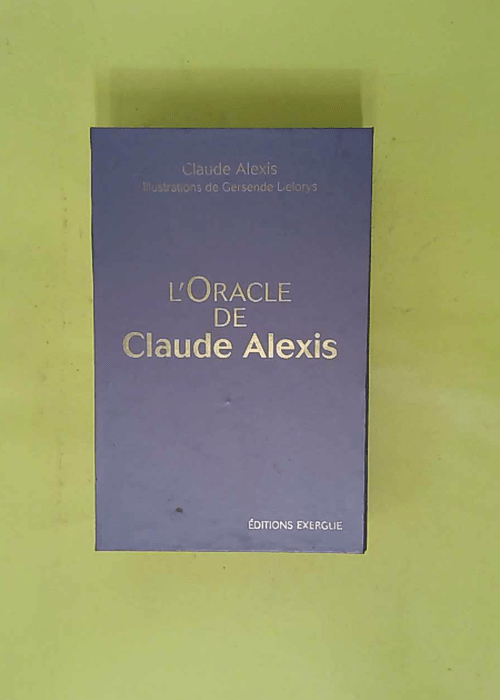 Claude Alexis
Illustrations de Gersende Delorys
L'ORACLE
DE
Claude Alexis
ÉDITIONS EXERGUE